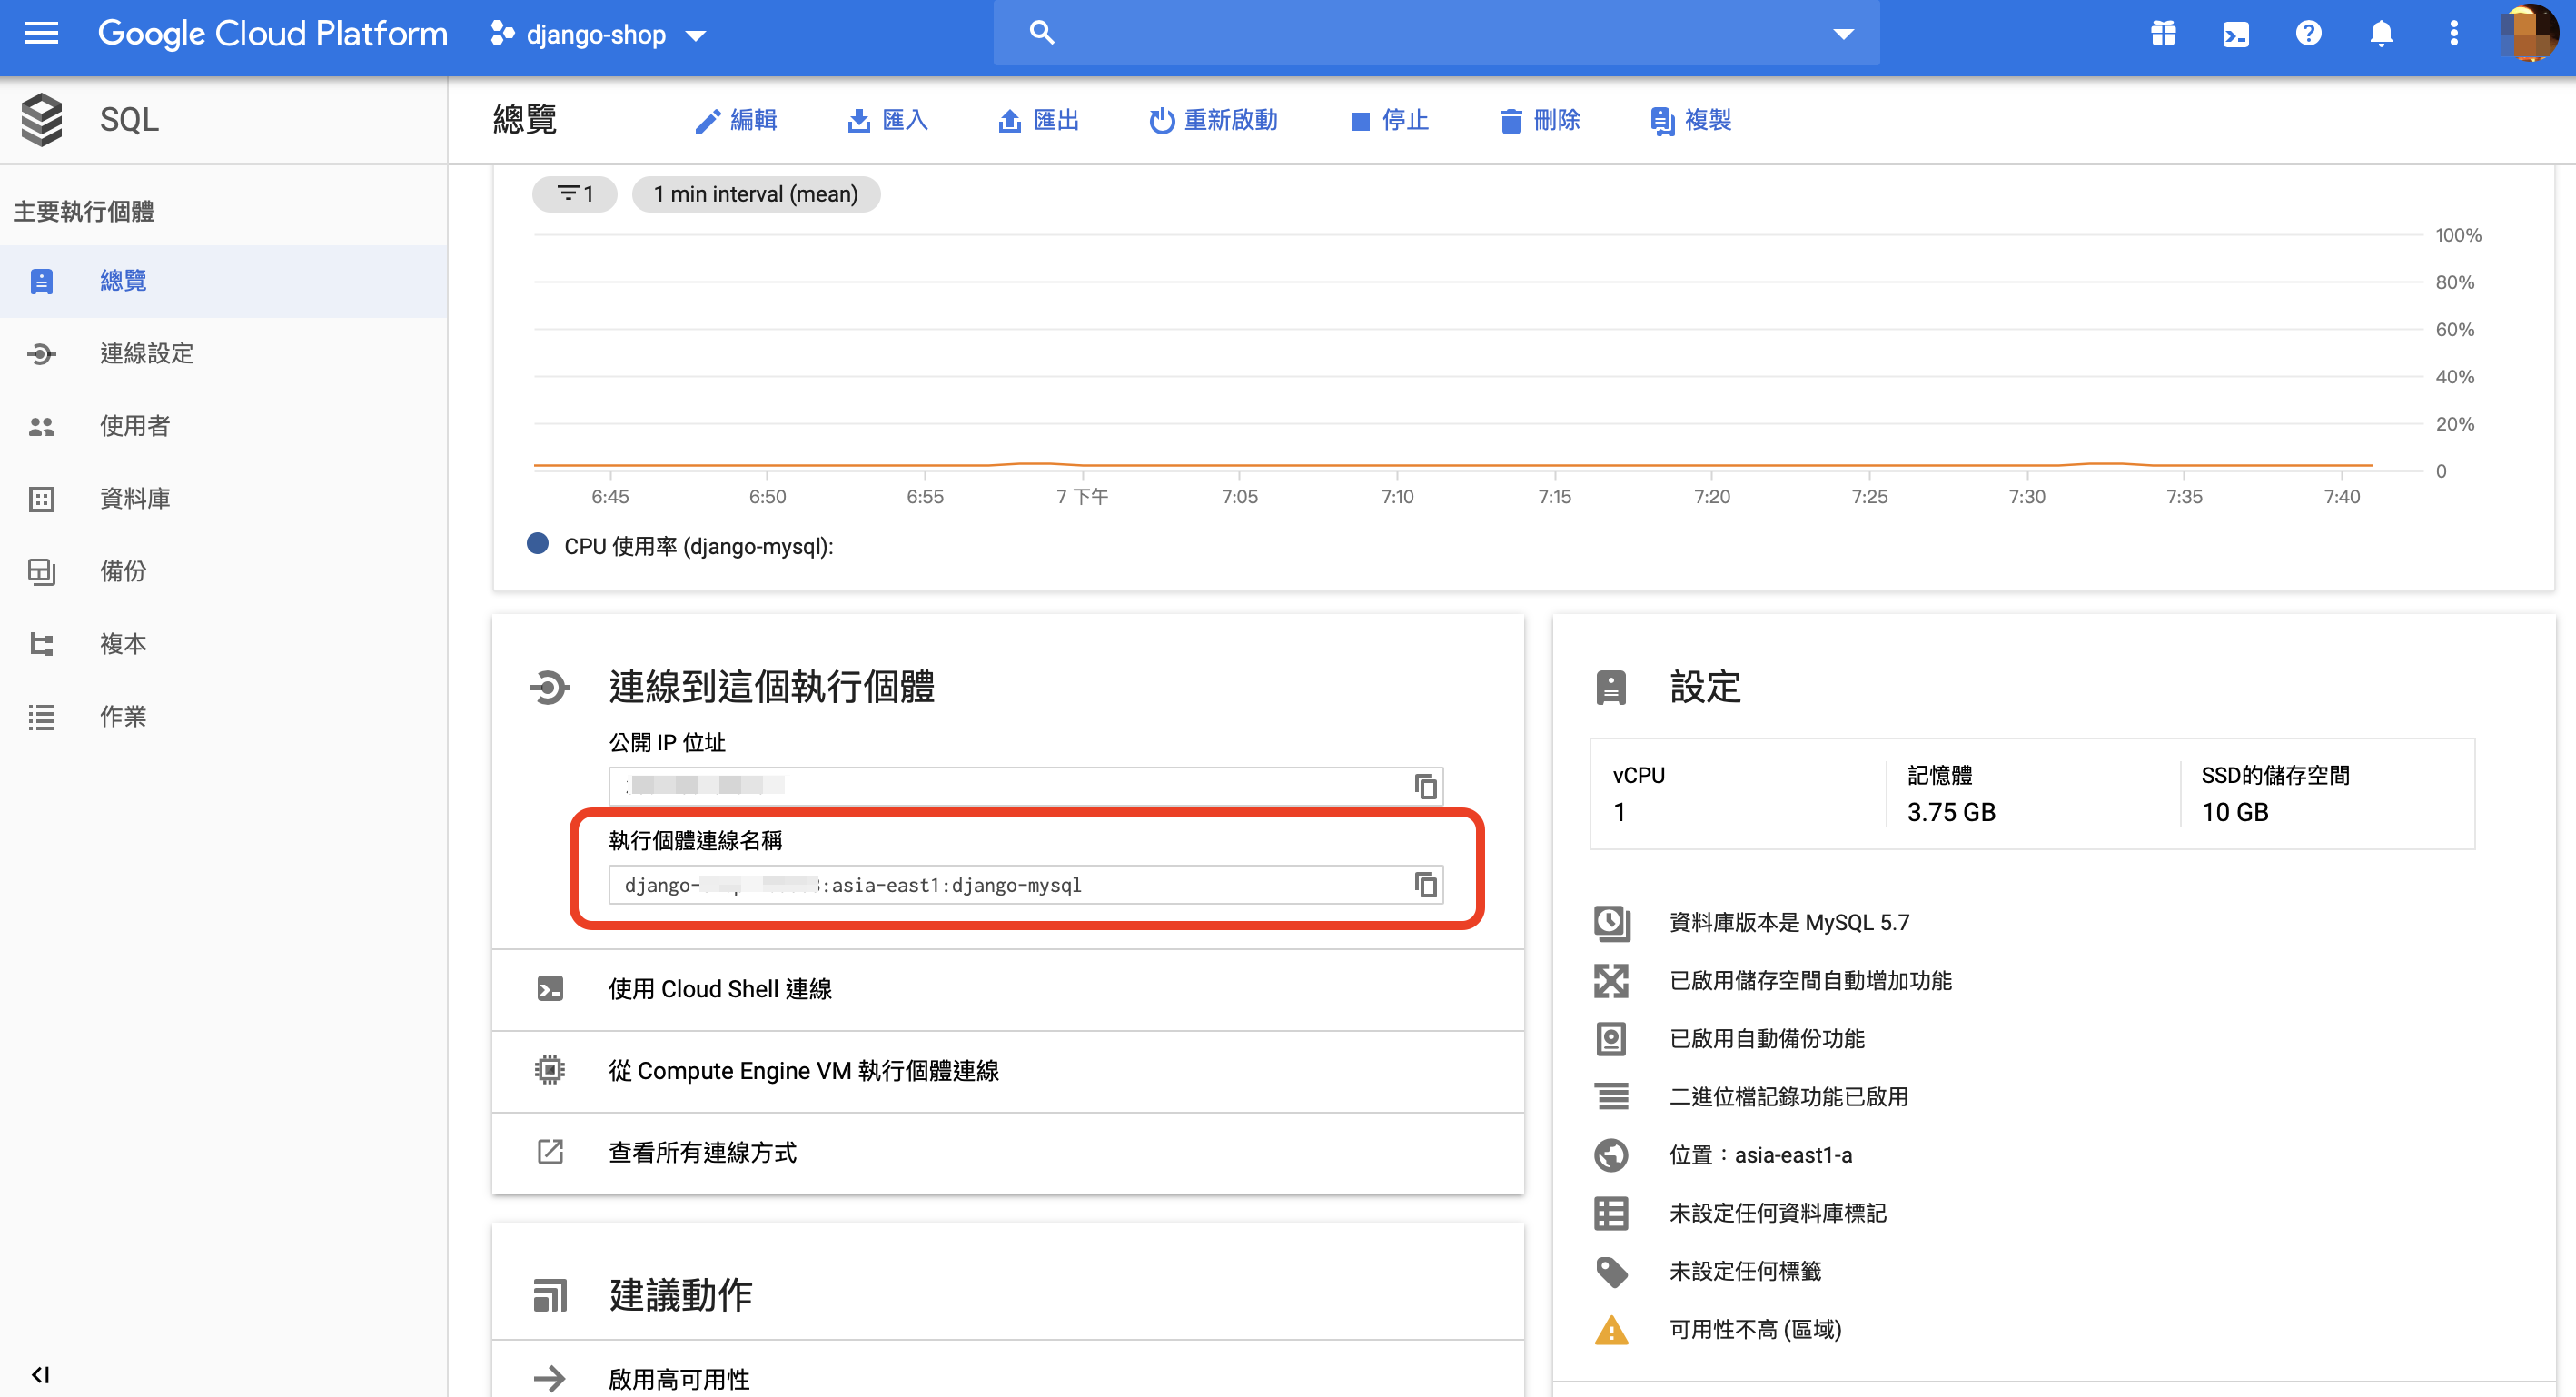 Google Cloud Platform
django-shop
SQL
總覽
編輯
匯入
匯出
重新啟動
停止
刪除
複製
主要執行個體
總覽
連線設定
使用者
資料庫
備份
複本
作業
1
1 min interval (mean)
100%
80%
60%
40%
20%
0
6:45
6:50
6:55
7 下午
7:05
7:10
7:15
7:20
7:25
7:30
7:35
7:40
CPU 使用率 (django-mysql):
連線到這個執行個體
公開 IP 位址
執行個體連線名稱
django-
:asia-east1:django-mysql
使用 Cloud Shell 連線
從 Compute Engine VM 執行個體連線
查看所有連線方式
建議動作
啟用高可用性
設定
vCPU
1
記憶體
3.75 GB
SSD的儲存空間
10 GB
資料庫版本是 MySQL 5.7
已啟用儲存空間自動增加功能
已啟用自動備份功能
二進位檔記錄功能已啟用
位置：asia-east1-a
未設定任何資料庫標記
未設定任何標籤
可用性不高 (區域)